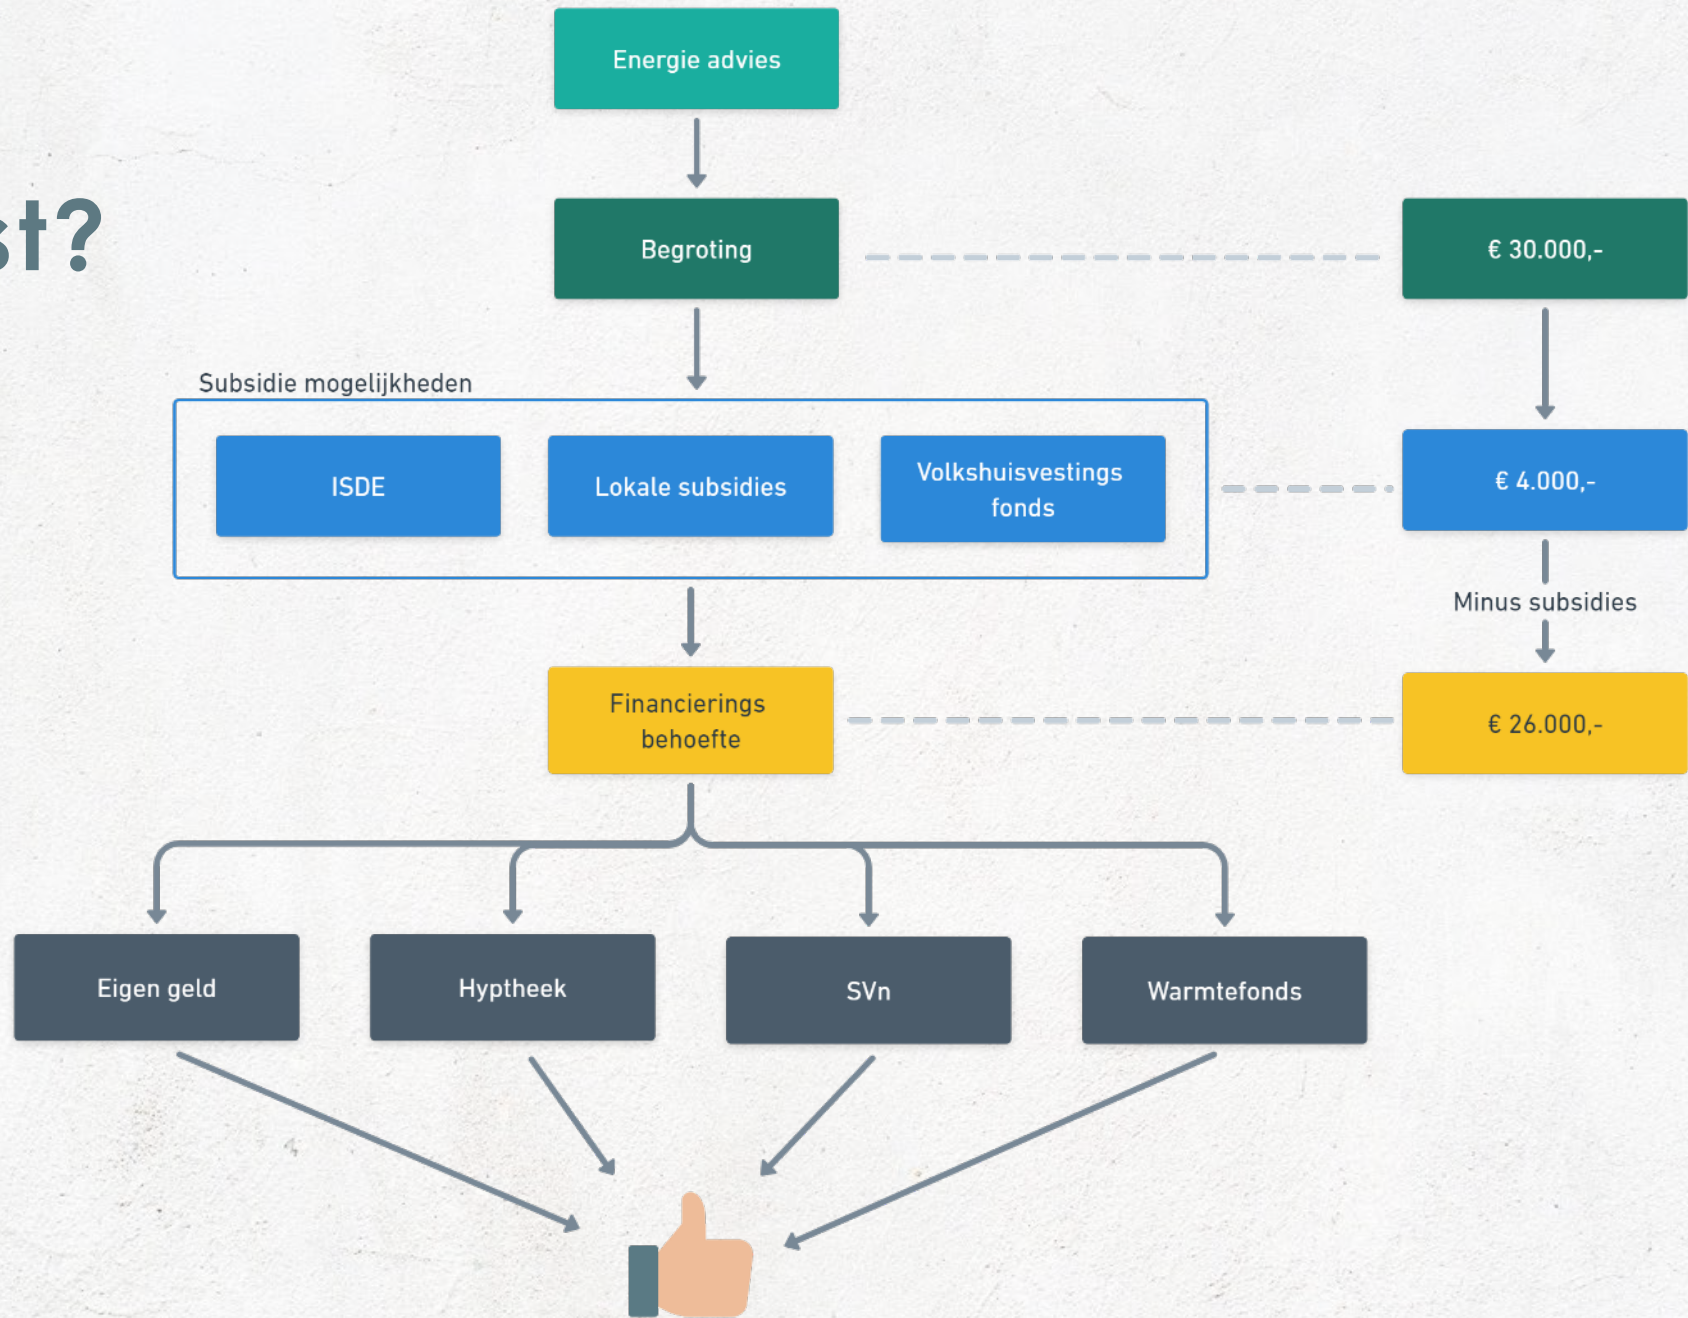 Energie advies
st?
Begroting
€ 30.000,-
Subsidie mogelijkheden
ISDE
Lokale subsidies
Volkshuisvestings
fonds
€ 4.000,-
Minus subsidies
Financierings
behoefte
€ 26.000,-
Eigen geld
Hyptheek
SVn
Warmtefonds